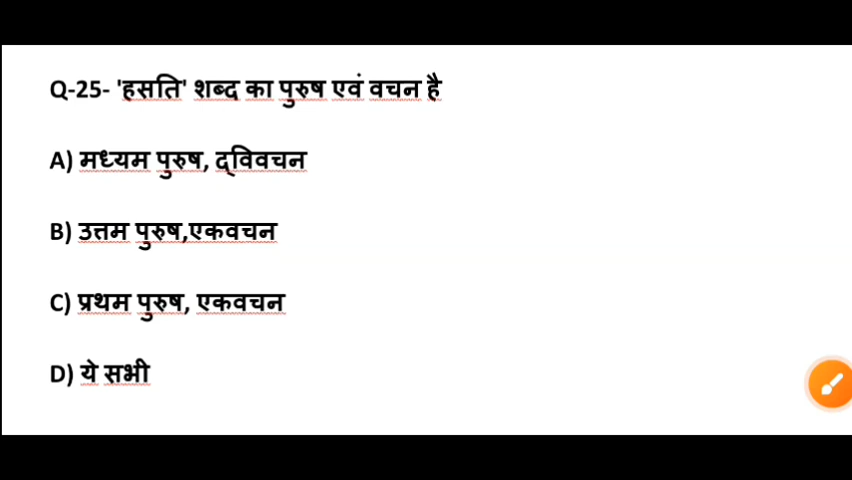 Q-25- 'हसति' शब्द का पुरुष एवं वचन है
A) मध्यम पुरुष, द्विवचन
B) उत्तम पुरुष,एकवचन
C) प्रथम पुरुष, एकवचन
D) ये सभी